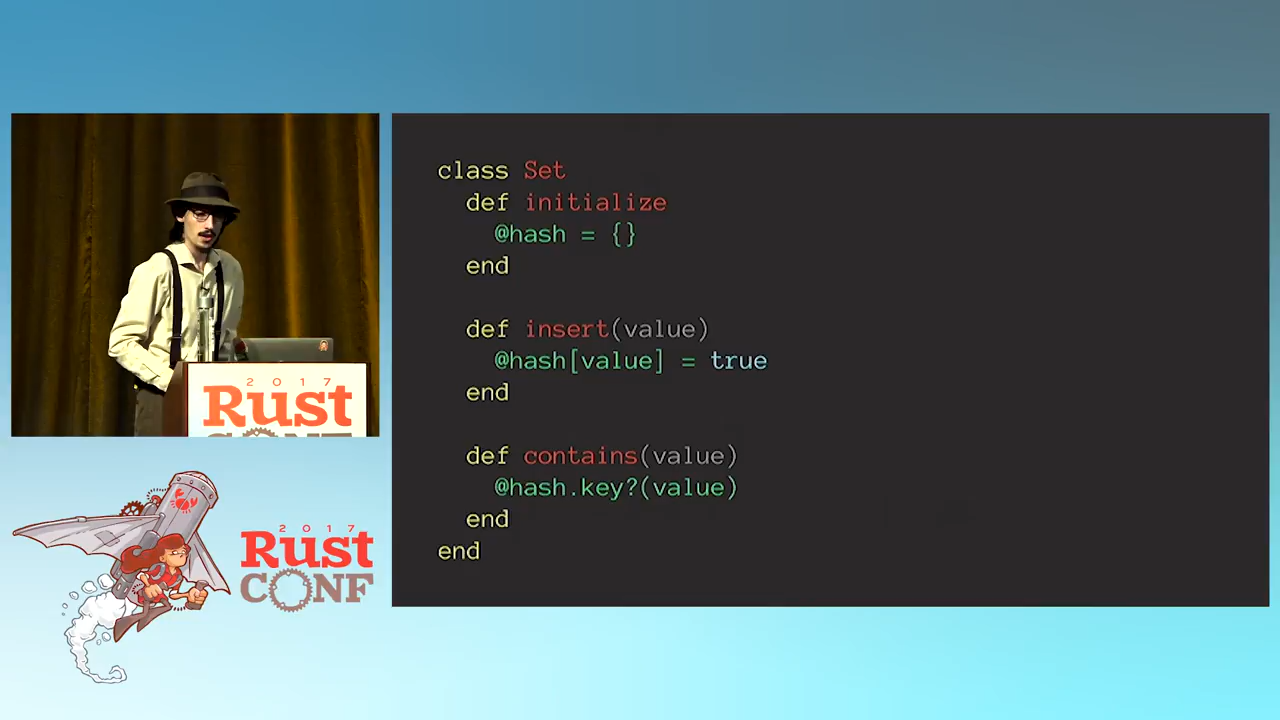 class Set
  def initialize
    @hash = {}
  end

  def insert(value)
    @hash[value] = true
  end

  def contains(value)
    @hash.key?(value)
  end
end
2017
Rust
CONF
2017
Rust
CONF